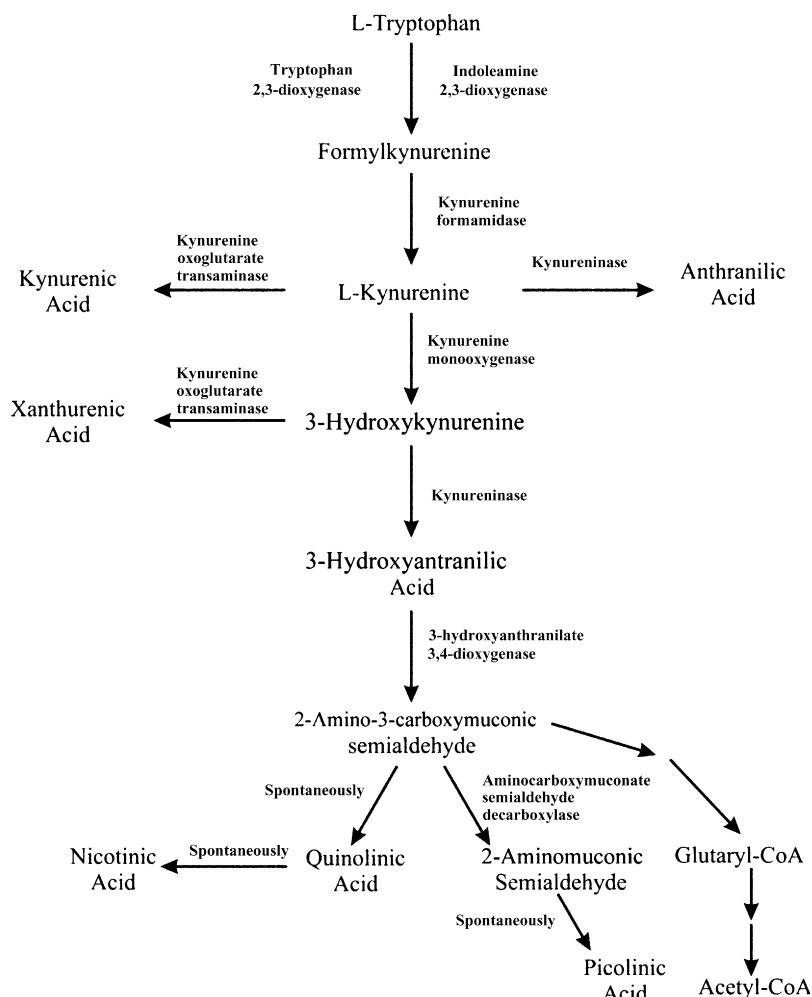 L-Tryptophan
Tryptophan
2,3-dioxygenase
Indoleamine
2,3-dioxygenase
Formylkynurenine
Kynurenine
formamidase
Kynurenine
oxoglutarate
transaminase
Kynurenic
Acid
L-Kynurenine
Kynureninase
Anthranilic
Acid
Kynurenine
monooxygenase
Kynurenine
oxoglutarate
transaminase
Xanthurenic
Acid
3-Hydroxykynurenine
Kynureninase
3-Hydroxyantranilic
Acid
3-hydroxyanthranilate
3,4-dioxygenase
2-Amino-3-carboxymuconic
semialdehyde
Spontaneously
Aminocarboxymuconate
semialdehyde
decarboxylase
Nicotinic
Acid
Spontaneously
Quinolinic
Acid
2-Aminomuconic
Semialdehyde
Glutaryl-CoA
Spontaneously
Picolinic
Acid
Acetyl-CoA